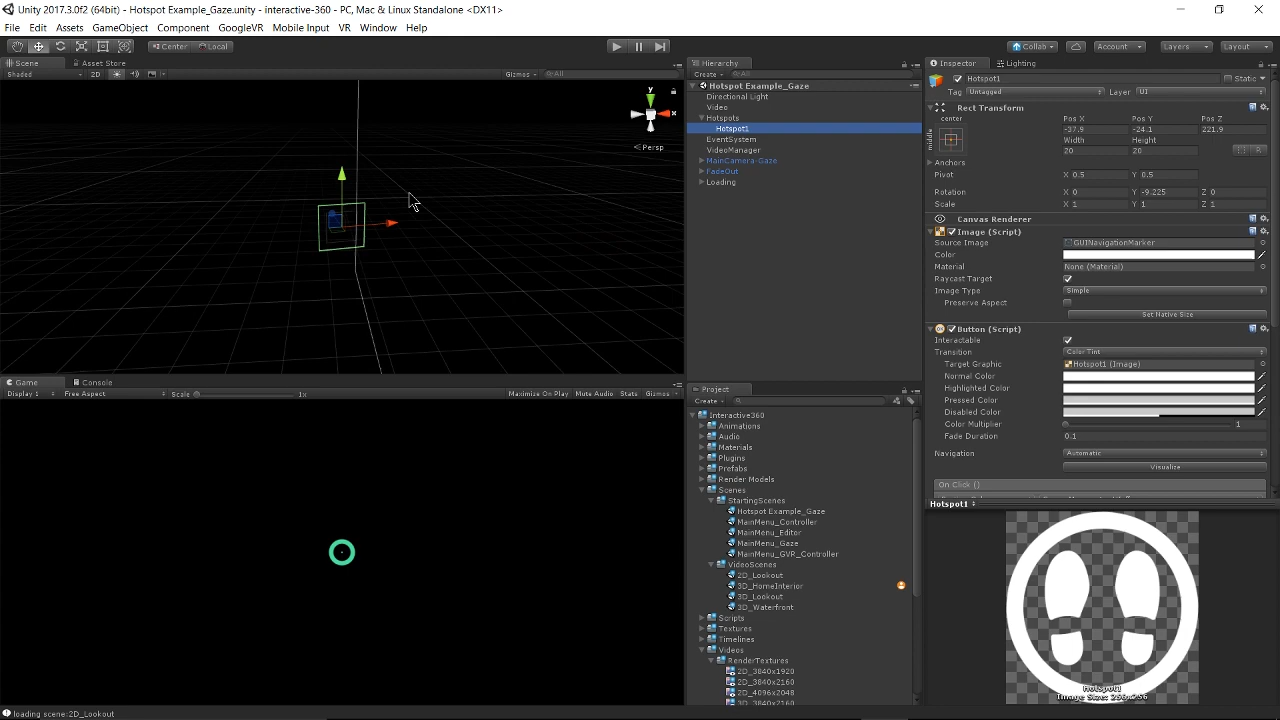 Unity 2017.3.0f2 (64bit) - Hotspot Example_Gaze.unity - interactive-360 - PC, Mac & Linux Standalone <DX11>
File Edit Assets GameObject Component GoogleVR Mobile Input VR Window Help
Center Local Collab Account Layers Layout
Scene Asset Store
Shaded 2D Gizmos All
y
x
Persp
Game Console
Display 1 Free Aspect Scale 1x Maximize On Play Mute Audio Stats Gizmos
Hierarchy
Create All
Hotspot Example_Gaze
Directional Light
Video
Hotspots
Hotspot1
EventSystem
VideoManager
MainCamera-Gaze
FadeOut
Loading
Project
Create
Interactive360
Animations
Audio
Materials
Plugins
Prefabs
Render Models
Scenes
StartingScenes
Hotspot Example_Gaze
MainMenu_Controller
MainMenu_Editor
MainMenu_Gaze
MainMenu_GVR_Controller
VideoScenes
2D_Lookout
3D_HomeInterior
3D_Lookout
3D_Waterfront
Scripts
Textures
Timelines
Videos
RenderTextures
2D_3840x1920
2D_3840x2160
2D_4096x2048
3D_3840x2160
Inspector Lighting
Hotspot1 Static
Tag Untagged Layer UI
Rect Transform
center Pos X Pos Y Pos Z
middle -37.9 -24.1 221.9
Width Height
20 20 R
Anchors
Pivot X 0.5 Y 0.5
Rotation X 0 Y -9.225 Z 0
Scale X 1 Y 1 Z 1
Canvas Renderer
Image (Script)
Source Image GUINavigationMarker
Color
Material None (Material)
Raycast Target
Image Type Simple
Preserve Aspect
Set Native Size
Button (Script)
Interactable
Transition Color Tint
Target Graphic Hotspot1 (Image)
Normal Color
Highlighted Color
Pressed Color
Disabled Color
Color Multiplier 1
Fade Duration 0.1
Navigation Automatic
Visualize
On Click ()
Hotspot1
Hotspot1
Image Size: 256x256
loading scene:2D_Lookout